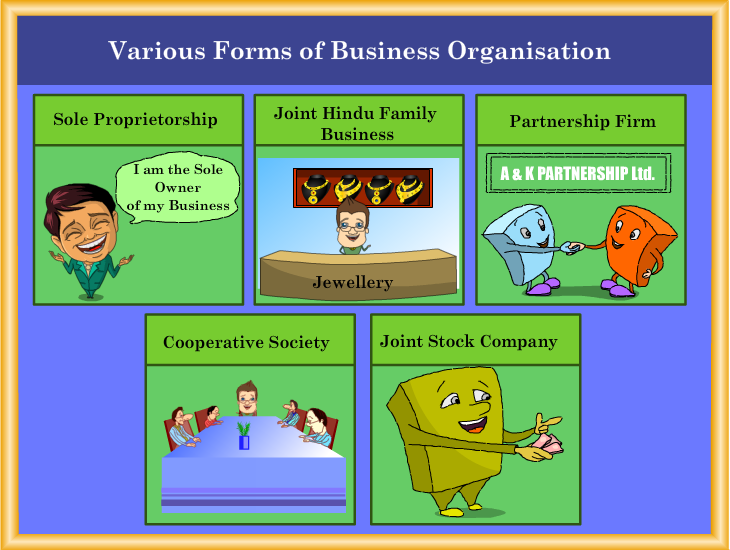 Various Forms of Business Organisation
Sole Proprietorship
I am the Sole
Owner
of my Business
Joint Hindu Family
Business
Jewellery
Partnership Firm
A & K PARTNERSHIP Ltd.
Cooperative Society
Joint Stock Company